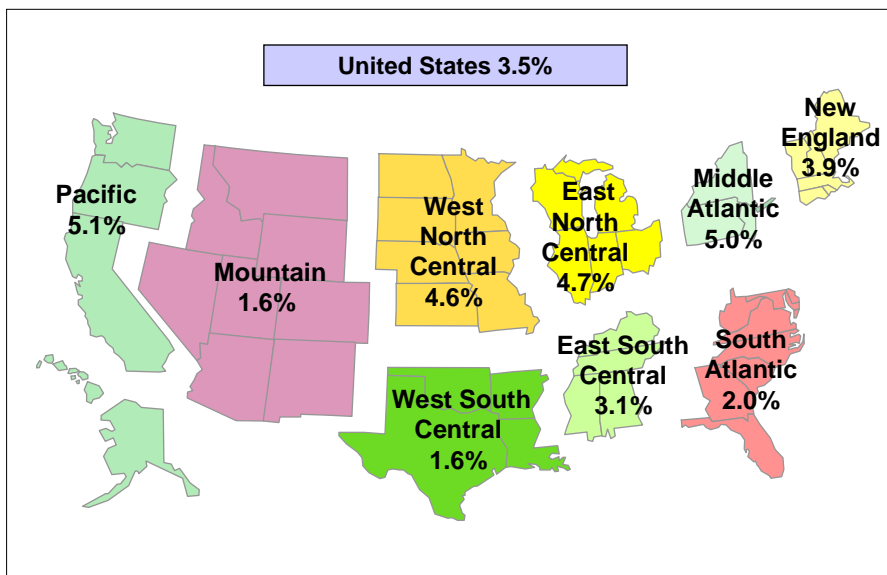 United States 3.5%
New
England
3.9%
Pacific
5.1%
Middle
Atlantic
5.0%
West
North
Central
4.6%
East
North
Central
4.7%
Mountain
1.6%
East South
Central
3.1%
South
Atlantic
2.0%
West South
Central
1.6%